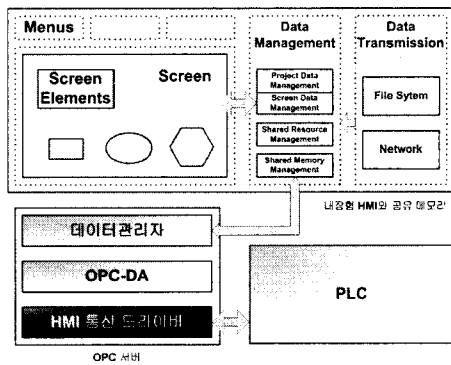 Menus
Screen
Elements
Screen
Data
Management
Project Data
Management
Screen Data
Management
Shared Resource
Management
Shared Memory
Management
Data
Transmission
File Sytem
Network
내장형 HMI와 공유 메모리
데이터관리자
OPC-DA
HMI 통신 드라이버
OPC 서버
PLC